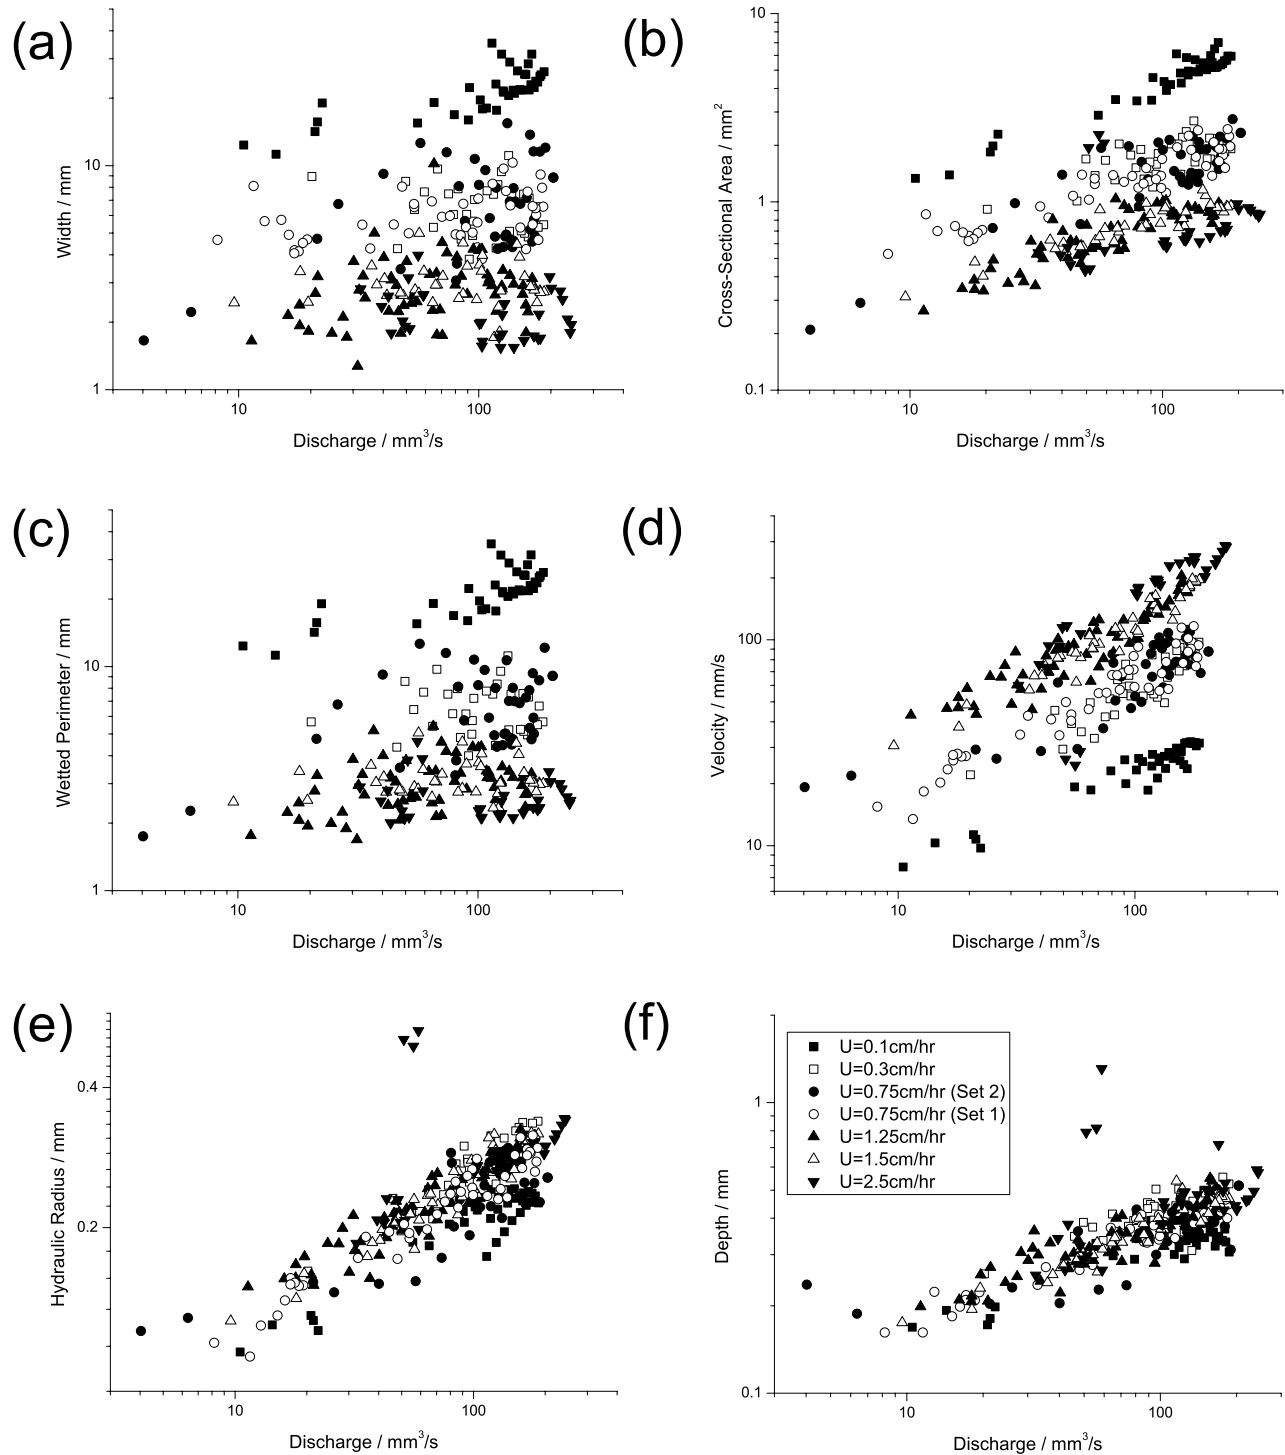 (a)
10
1
Width / mm
10
100
Discharge / mm³/s
(b)
10
1
0.1
Cross-Sectional Area / mm²
10
100
Discharge / mm³/s
(c)
10
1
Wetted Perimeter / mm
10
100
Discharge / mm³/s
(d)
100
10
Velocity / mm/s
10
100
Discharge / mm³/s
(e)
0.4
0.2
Hydraulic Radius / mm
10
100
Discharge / mm³/s
(f)
U=0.1cm/hr
U=0.3cm/hr
U=0.75cm/hr (Set 2)
U=0.75cm/hr (Set 1)
U=1.25cm/hr
U=1.5cm/hr
U=2.5cm/hr
1
0.1
Depth / mm
10
100
Discharge / mm³/s